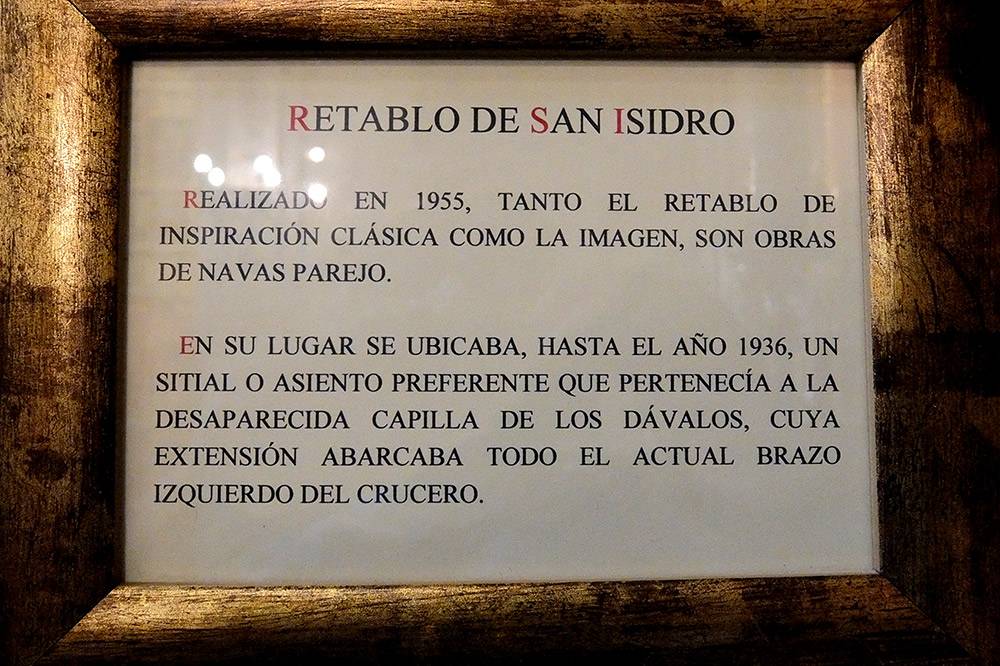 RETABLO DE SAN ISIDRO
REALIZADO EN 1955, TANTO EL RETABLO DE
INSPIRACIÓN CLÁSICA COMO LA IMAGEN, SON OBRAS
DE NAVAS PAREJO.
EN SU LUGAR SE UBICABA, HASTA EL AÑO 1936, UN
SITIAL O ASIENTO PREFERENTE QUE PERTENECÍA A LA
DESAPARECIDA CAPILLA DE LOS DÁVALOS, CUYA
EXTENSIÓN ABARCABA TODO EL ACTUAL BRAZO
IZQUIERDO DEL CRUCERO.